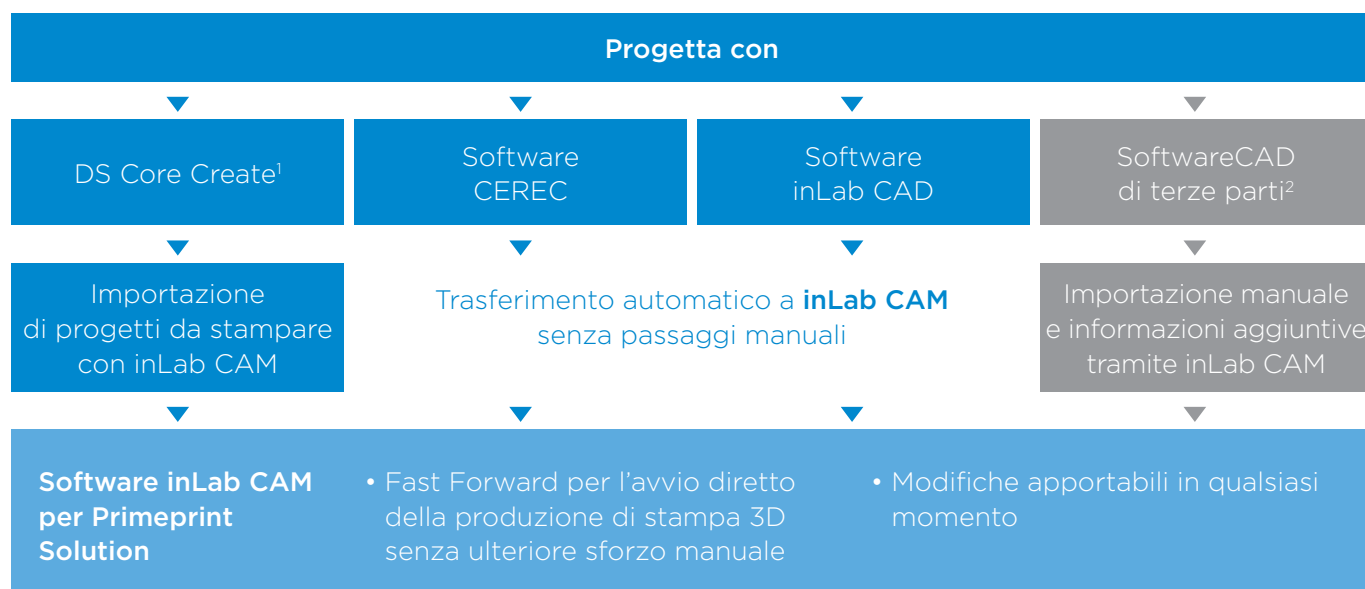 Progetta con
DS Core Create¹
Software
CEREC
Software
inLab CAD
SoftwareCAD
di terze parti²
Importazione
di progetti da stampare
con inLab CAM
Trasferimento automatico a inLab CAM
senza passaggi manuali
Importazione manuale
e informazioni aggiuntive
tramite inLab CAM
Software inLab CAM
per Primeprint
Solution
• Fast Forward per l'avvio diretto
della produzione di stampa 3D
senza ulteriore sforzo manuale
• Modifiche apportabili in qualsiasi
momento